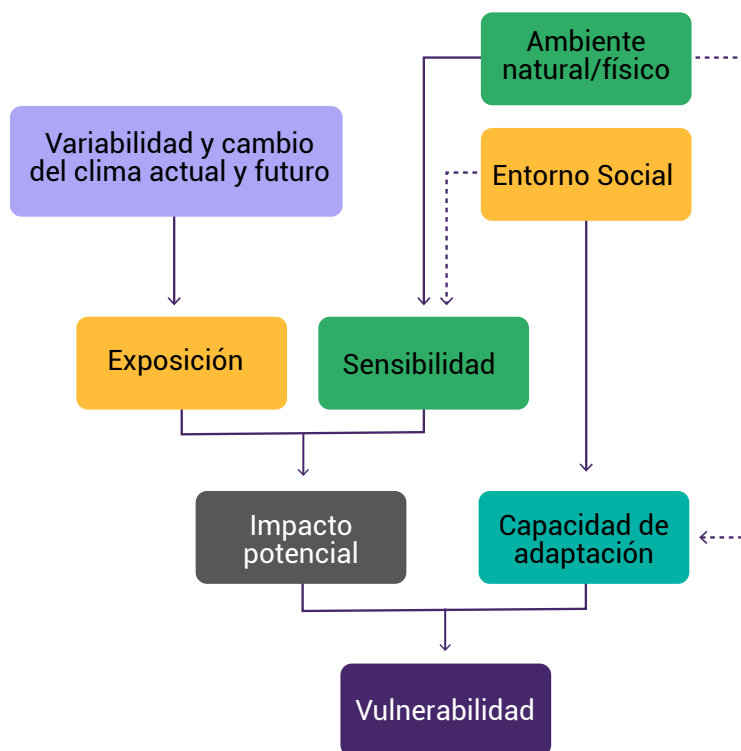 Ambiente
natural/físico
Variabilidad y cambio
del clima actual y futuro
Entorno Social
Exposición
Sensibilidad
Impacto
potencial
Capacidad de
adaptación
Vulnerabilidad